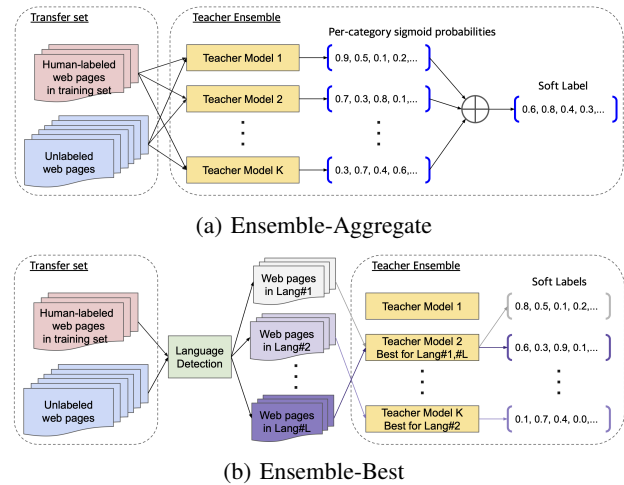 Transfer set
Teacher Ensemble
Per-category sigmoid probabilities
Human-labeled
web pages
in training set
Unlabeled
web pages
Teacher Model 1
0.9, 0.5, 0.1, 0.2,...
Teacher Model 2
0.7, 0.3, 0.8, 0.1,...
Teacher Model K
0.3, 0.7, 0.4, 0.6,...
Soft Label
0.6, 0.8, 0.4, 0.3,...
(a) Ensemble-Aggregate
Transfer set
Human-labeled
web pages
in training set
Unlabeled
web pages
Language
Detection
Web pages
in Lang#1
Web pages
in Lang#2
Web pages
in Lang#L
Teacher Ensemble
Soft Labels
Teacher Model 1
0.8, 0.5, 0.1, 0.2,...
Teacher Model 2
Best for Lang#1,#L
0.6, 0.3, 0.9, 0.1,...
Teacher Model K
Best for Lang#2
0.1, 0.7, 0.4, 0.0,...
(b) Ensemble-Best